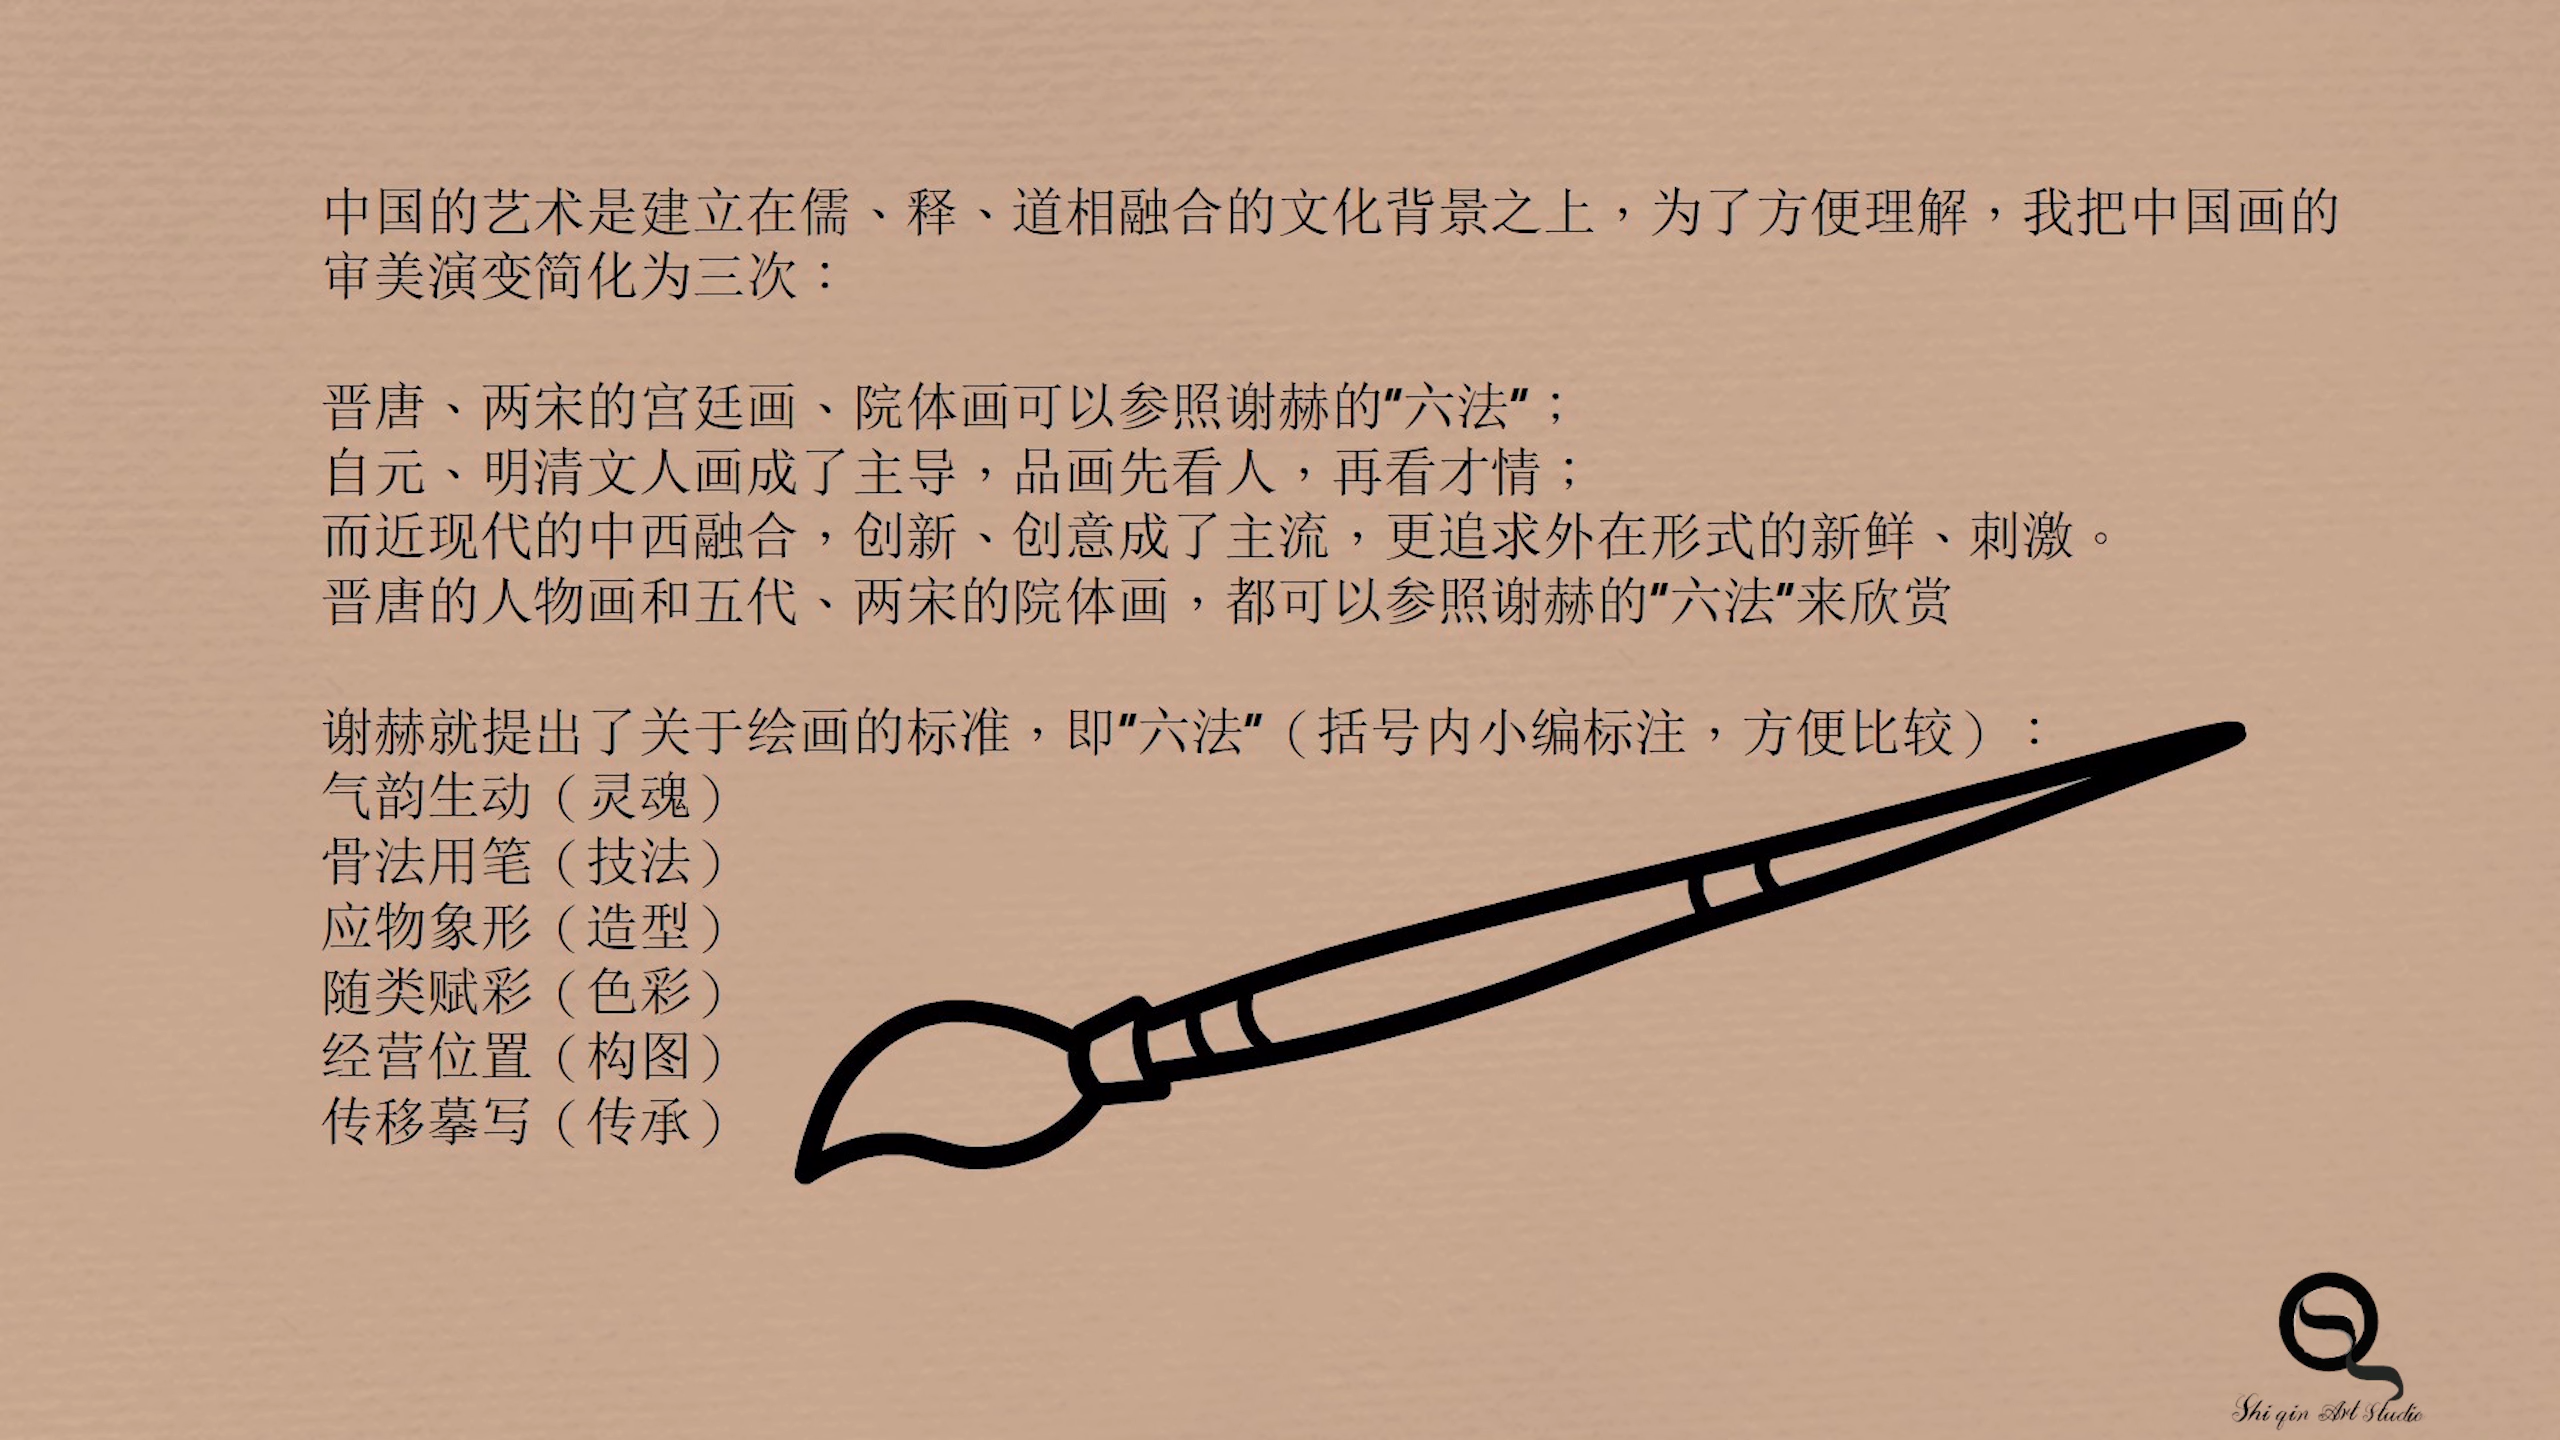 中国的艺术是建立在儒、释、道相融合的文化背景之上，为了方便理解，我把中国画的
审美演变简化为三次：
晋唐、两宋的宫廷画、院体画可以参照谢赫的"六法"；
自元、明清文人画成了主导，品画先看人，再看才情；
而近现代的中西融合，创新、创意成了主流，更追求外在形式的新鲜、刺激。
晋唐的人物画和五代、两宋的院体画，都可以参照谢赫的"六法"来欣赏
谢赫就提出了关于绘画的标准，即"六法"（括号内小编标注，方便比较）：
气韵生动（灵魂）
骨法用笔（技法）
应物象形（造型）
随类赋彩（色彩）
经营位置（构图）
传移摹写（传承）
Shi qin Art Studio